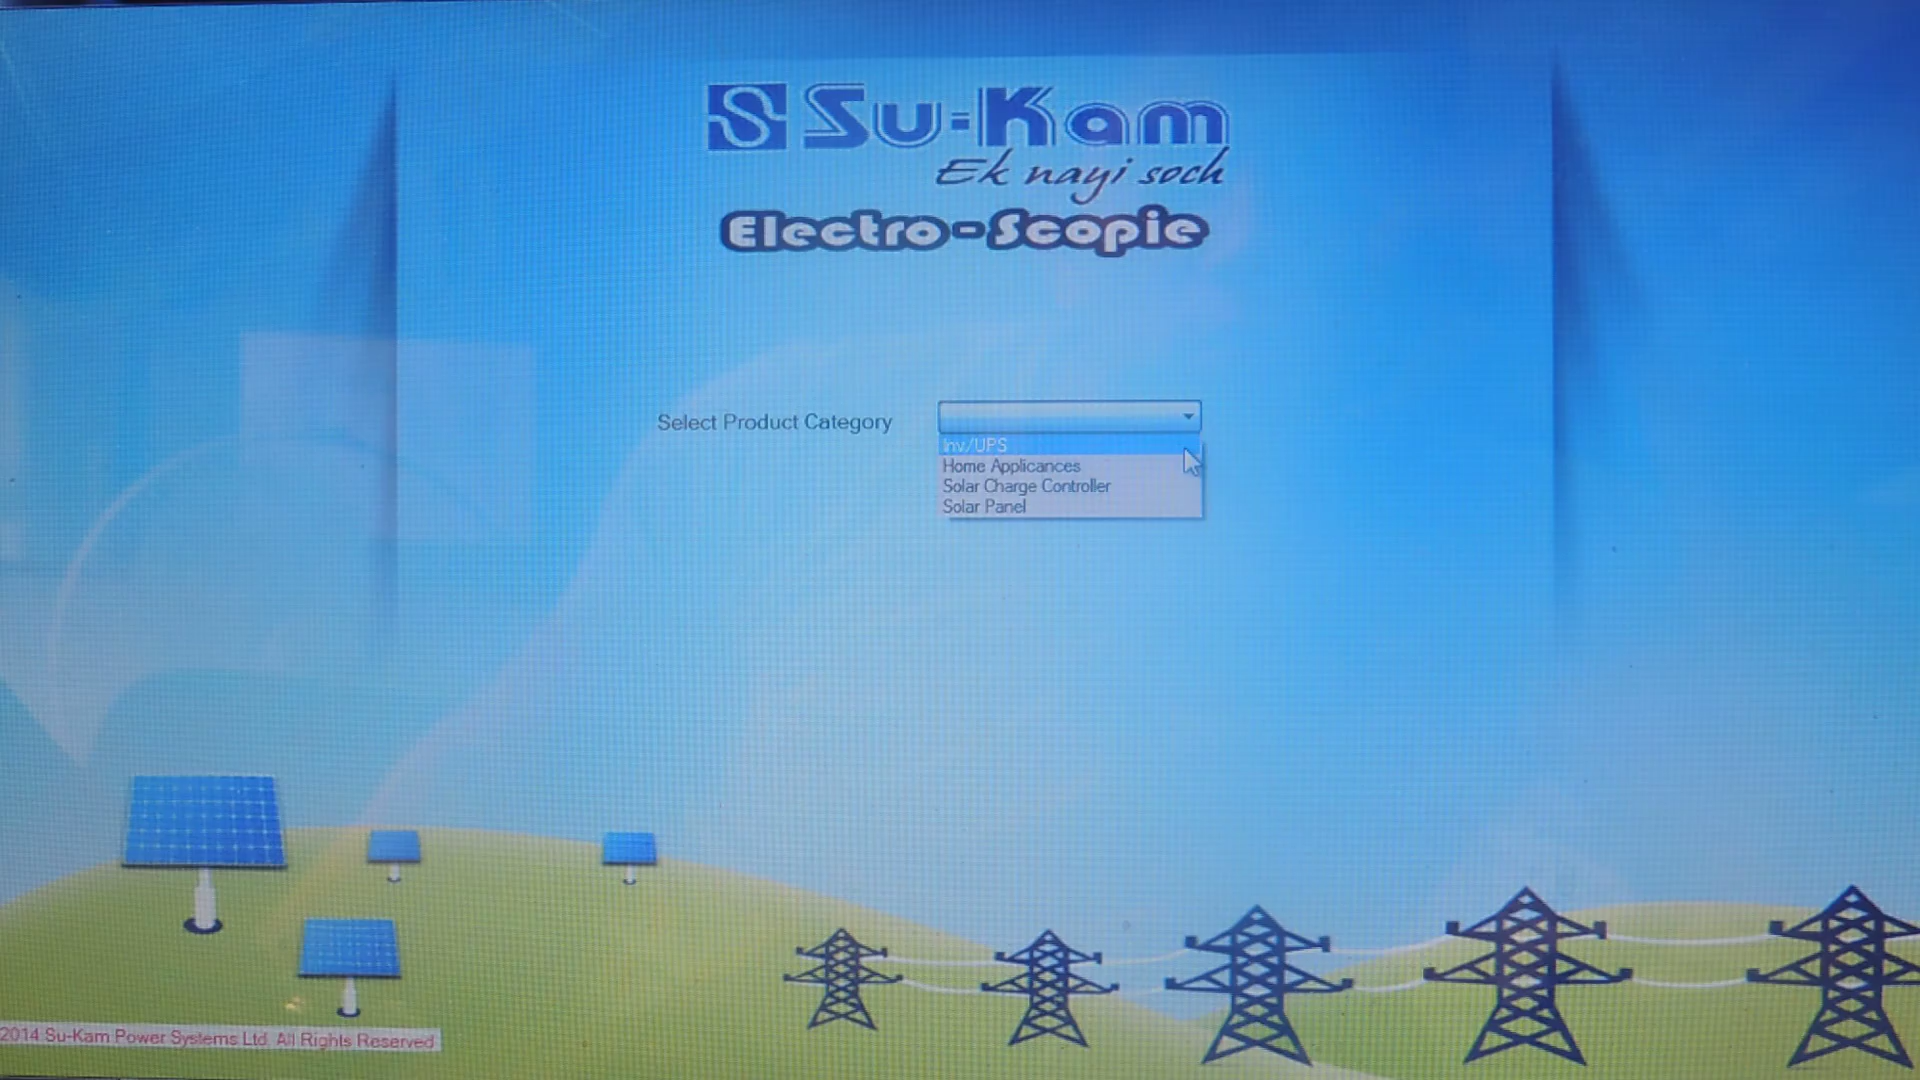 Su-Kam
Ek nayi soch
Electro-Scopie
Select Product Category
Inv/UPS
Home Applicances
Solar Charge Controller
Solar Panel
2014 Su-Kam Power Systems Ltd. All Rights Reserved